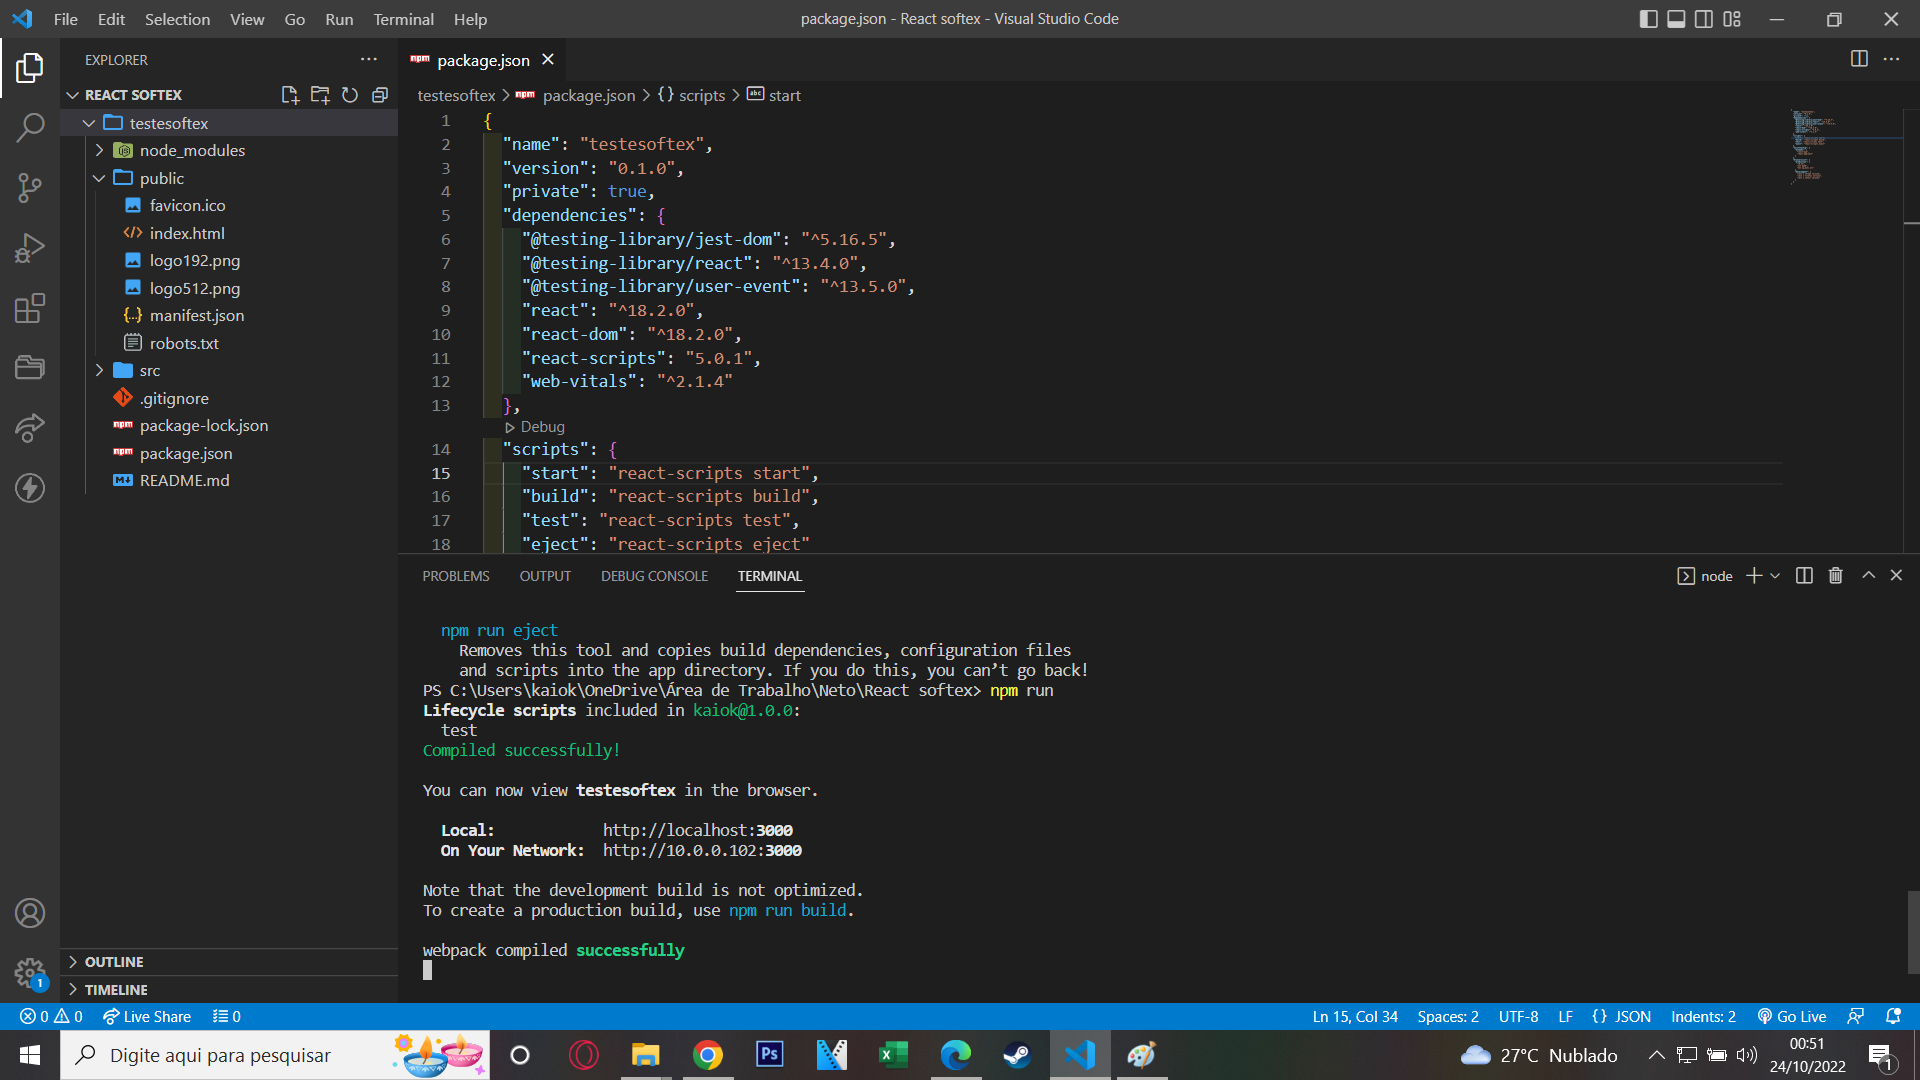 File Edit Selection View Go Run Terminal Help
package.json - React softex - Visual Studio Code
EXPLORER
package.json
REACT SOFTEX
testesoftex
node_modules
public
favicon.ico
index.html
logo192.png
logo512.png
manifest.json
robots.txt
src
.gitignore
package-lock.json
package.json
README.md
OUTLINE
TIMELINE
testesoftex > package.json > {} scripts > start
1 {
2 "name": "testesoftex",
3 "version": "0.1.0",
4 "private": true,
5 "dependencies": {
6 "@testing-library/jest-dom": "^5.16.5",
7 "@testing-library/react": "^13.4.0",
8 "@testing-library/user-event": "^13.5.0",
9 "react": "^18.2.0",
10 "react-dom": "^18.2.0",
11 "react-scripts": "5.0.1",
12 "web-vitals": "^2.1.4"
13 },
Debug
14 "scripts": {
15 "start": "react-scripts start",
16 "build": "react-scripts build",
17 "test": "react-scripts test",
18 "eject": "react-scripts eject"
PROBLEMS OUTPUT DEBUG CONSOLE TERMINAL
node
npm run eject
Removes this tool and copies build dependencies, configuration files
and scripts into the app directory. If you do this, you can’t go back!
PS C:\Users\kaiok\OneDrive\Área de Trabalho\Neto\React softex> npm run
Lifecycle scripts included in kaiok@1.0.0:
test
Compiled successfully!
You can now view testesoftex in the browser.
Local: http://localhost:3000
On Your Network: http://10.0.0.102:3000
Note that the development build is not optimized.
To create a production build, use npm run build.
webpack compiled successfully
1
0 0 Live Share 0
Ln 15, Col 34 Spaces: 2 UTF-8 LF {} JSON Indents: 2 Go Live
Digite aqui para pesquisar
Ps
27°C Nublado
00:51
24/10/2022
1